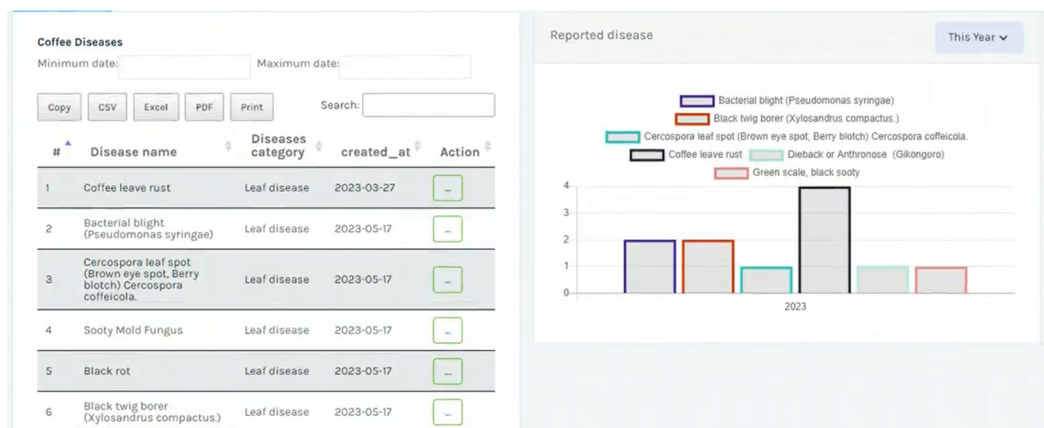 Coffee Diseases
Minimum date:
Maximum date:
Copy
CSV
Excel
PDF
Print
Search:
#
Disease name
Diseases
category
created_at
Action
1
Coffee leave rust
Leaf disease
2023-03-27
...
2
Bacterial blight
(Pseudomonas syringae)
Leaf disease
2023-05-17
...
3
Cercospora leaf spot
(Brown eye spot, Berry
blotch) Cercospora
coffeicola.
Leaf disease
2023-05-17
...
4
Sooty Mold Fungus
Leaf disease
2023-05-17
...
5
Black rot
Leaf disease
2023-05-17
...
6
Black twig borer
(Xylosandrus compactus.)
Leaf disease
2023-05-17
...
Reported disease
This Year
Bacterial blight (Pseudomonas syringae)
Black twig borer (Xylosandrus compactus.)
Cercospora leaf spot (Brown eye spot, Berry blotch) Cercospora coffeicola.
Coffee leave rust
Dieback or Anthronose (Gikongoro)
Green scale, black sooty
4
3
2
1
0
2023